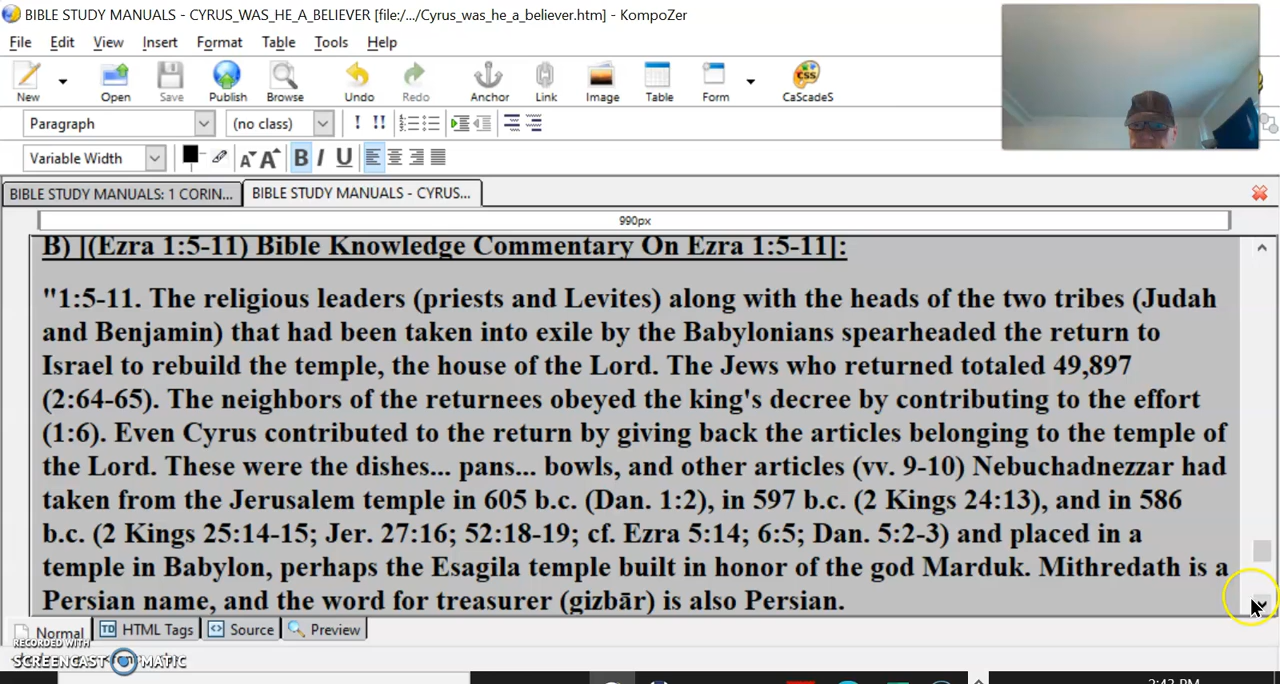 BIBLE STUDY MANUALS - CYRUS_WAS_HE_A_BELIEVER [file:/.../Cyrus_was_he_a_believer.htm] - KompoZer
File Edit View Insert Format Table Tools Help
New Open Save Publish Browse Undo Redo Anchor Link Image Table Form CaScadeS
Paragraph (no class) ! !!
Variable Width A A B I U
BIBLE STUDY MANUALS: 1 CORIN... BIBLE STUDY MANUALS - CYRUS...
990px
B) [(Ezra 1:5-11) Bible Knowledge Commentary On Ezra 1:5-11]:
"1:5-11. The religious leaders (priests and Levites) along with the heads of the two tribes (Judah
and Benjamin) that had been taken into exile by the Babylonians spearheaded the return to
Israel to rebuild the temple, the house of the Lord. The Jews who returned totaled 49,897
(2:64-65). The neighbors of the returnees obeyed the king's decree by contributing to the effort
(1:6). Even Cyrus contributed to the return by giving back the articles belonging to the temple of
the Lord. These were the dishes... pans... bowls, and other articles (vv. 9-10) Nebuchadnezzar had
taken from the Jerusalem temple in 605 b.c. (Dan. 1:2), in 597 b.c. (2 Kings 24:13), and in 586
b.c. (2 Kings 25:14-15; Jer. 27:16; 52:18-19; cf. Ezra 5:14; 6:5; Dan. 5:2-3) and placed in a
temple in Babylon, perhaps the Esagila temple built in honor of the god Marduk. Mithredath is a
Persian name, and the word for treasurer (gizbār) is also Persian.
Normal TD HTML Tags <> Source Preview
RECORDED WITH
SCREENCAST MATIC
2:43 PM